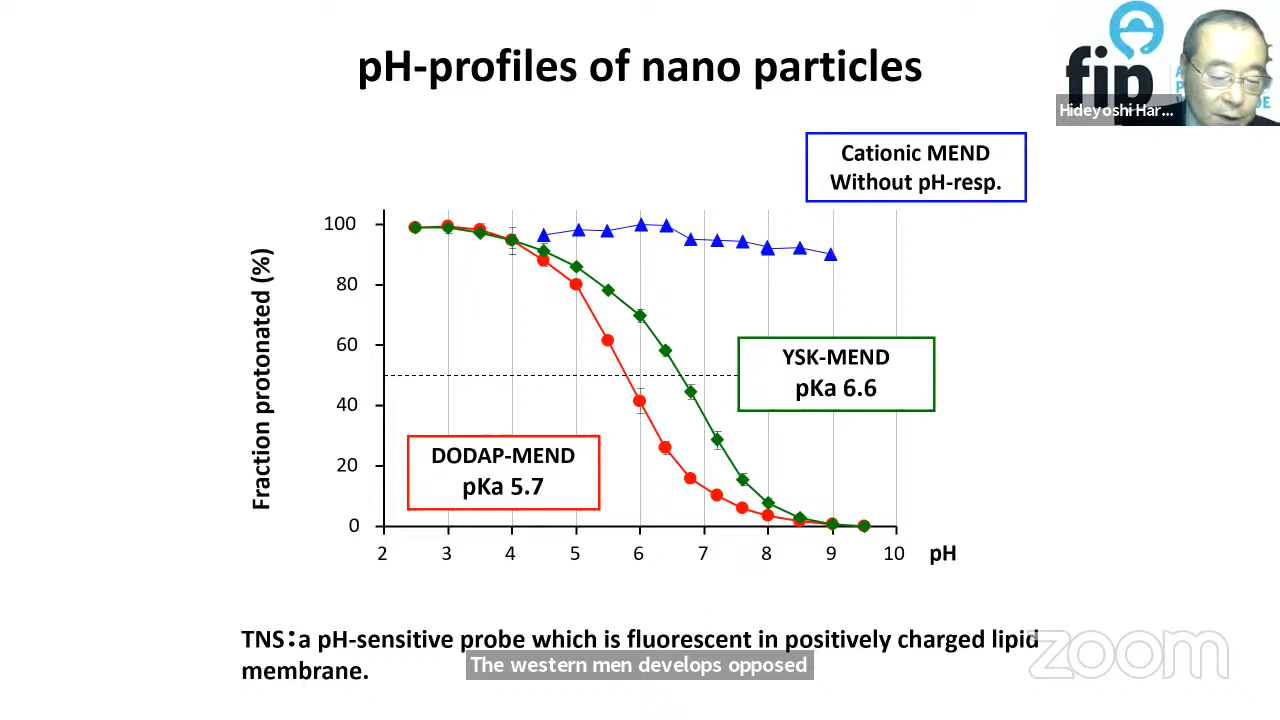 pH-profiles of nano particles
fip
Hideyoshi Har...
Cationic MEND
Without pH-resp.
100
80
60
40
20
0
Fraction protonated (%)
YSK-MEND
pKa 6.6
DODAP-MEND
pKa 5.7
2 3 4 5 6 7 8 9 10 pH
TNS：a pH-sensitive probe which is fluorescent in positively charged lipid
membrane.
The western men develops opposed
zoom